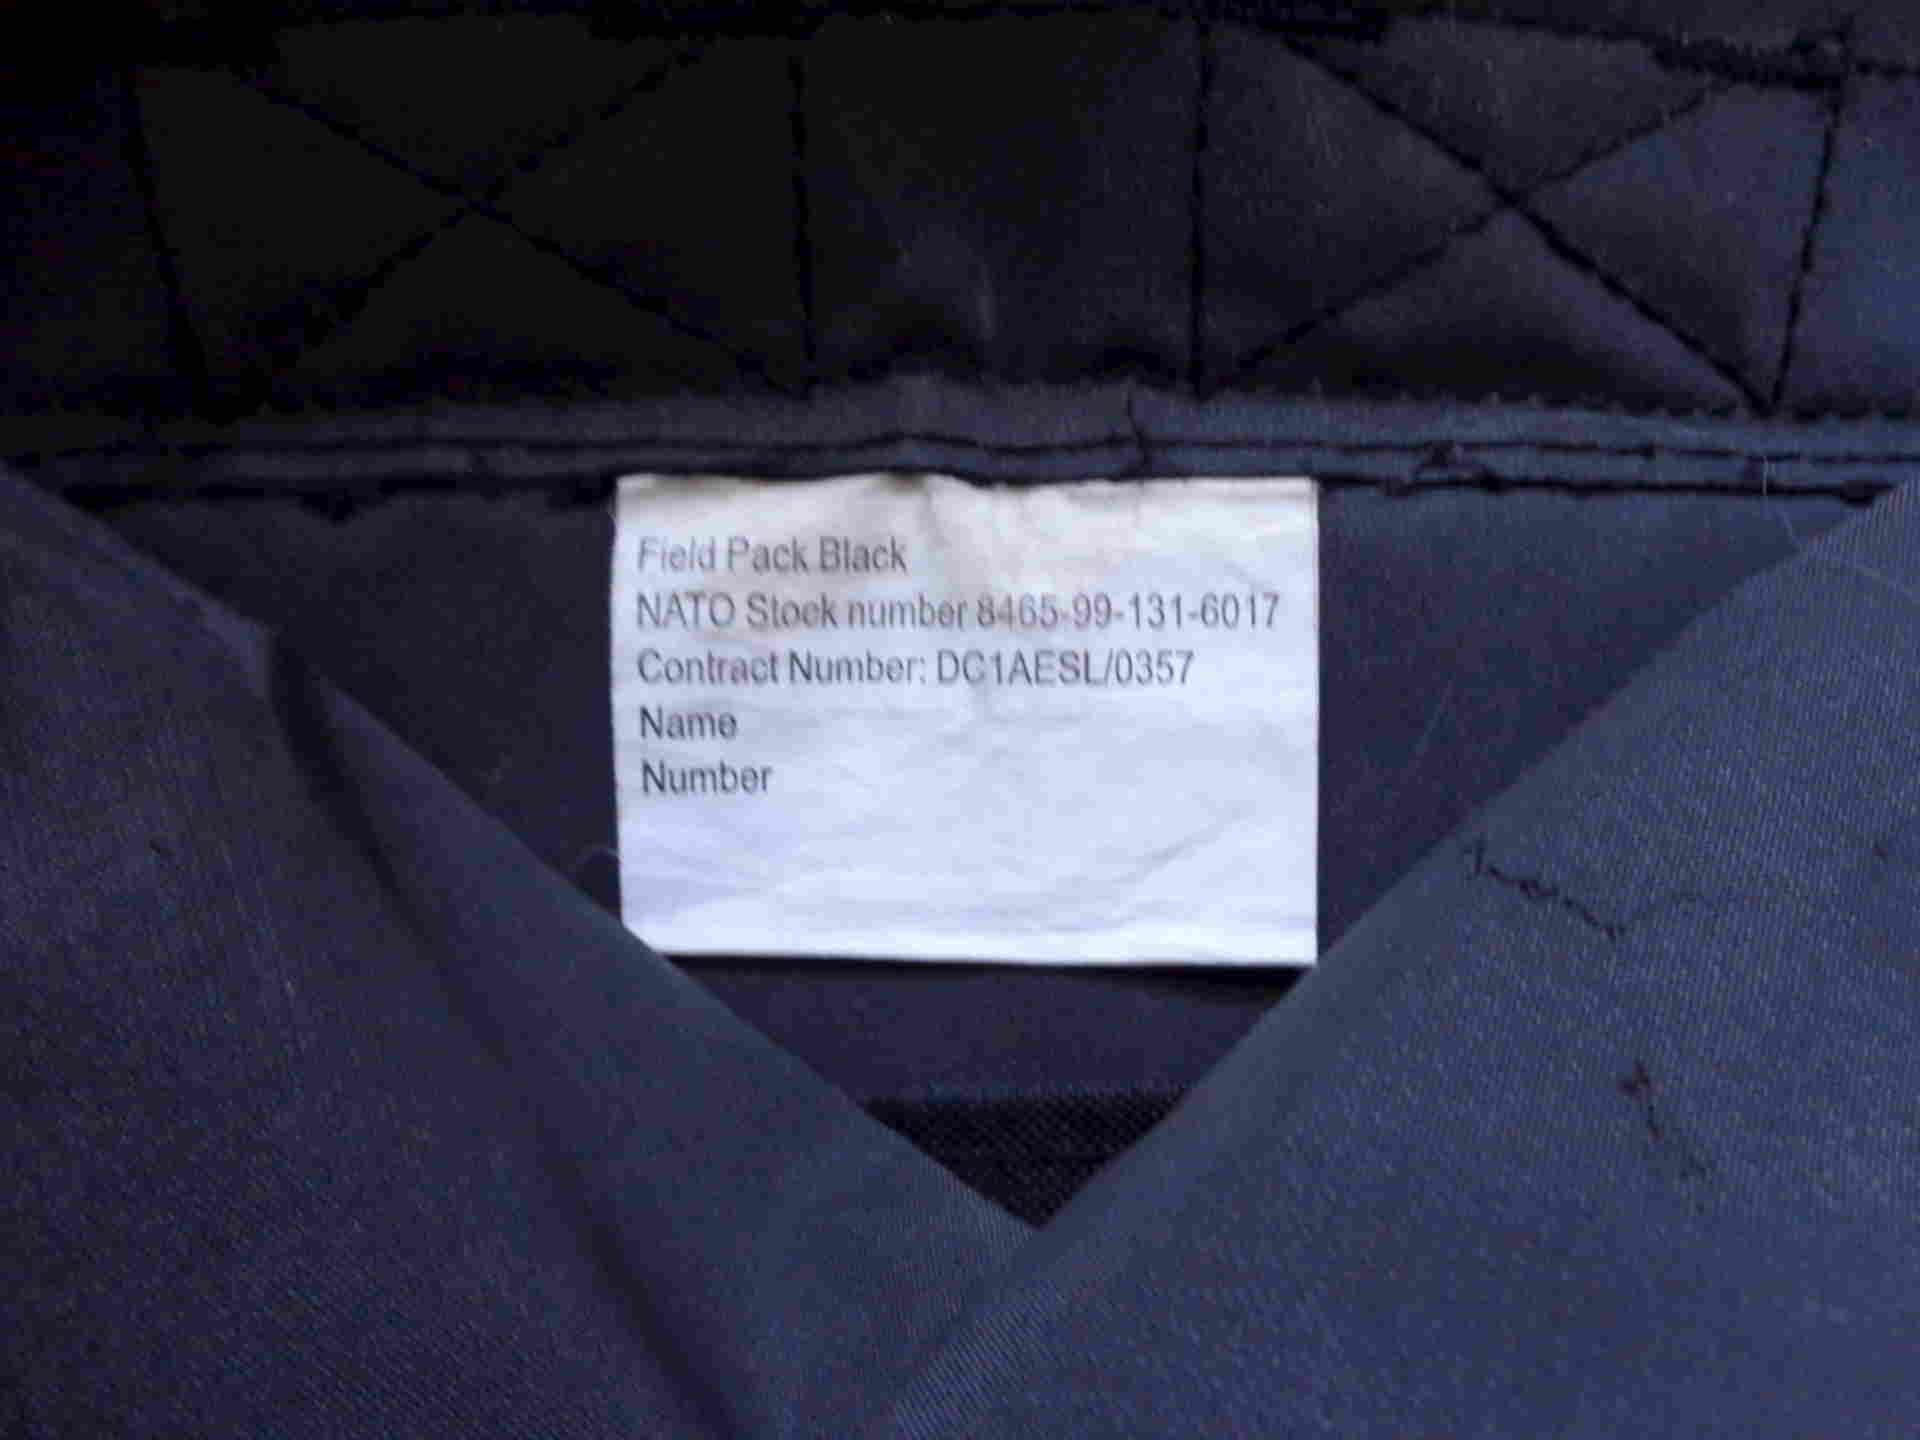 Field Pack Black
NATO Stock number 8465-99-131-6017
Contract Number: DC1AESL/0357
Name
Number